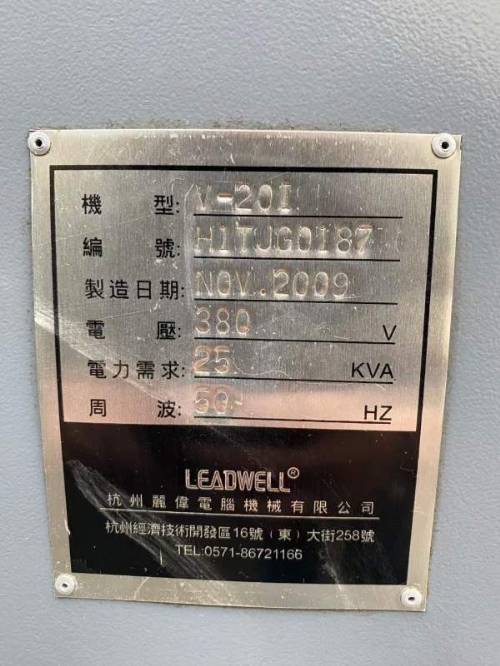 機 型: V-20I
編 號: H1TJG0187
製造日期: NOV.2009
電 壓: 380 V
電力需求: 25 KVA
周 波: 50 HZ
LEADWELL®
杭州麗偉電腦機械有限公司
杭州經濟技術開發區16號（東）大街258號
TEL:0571-86721166